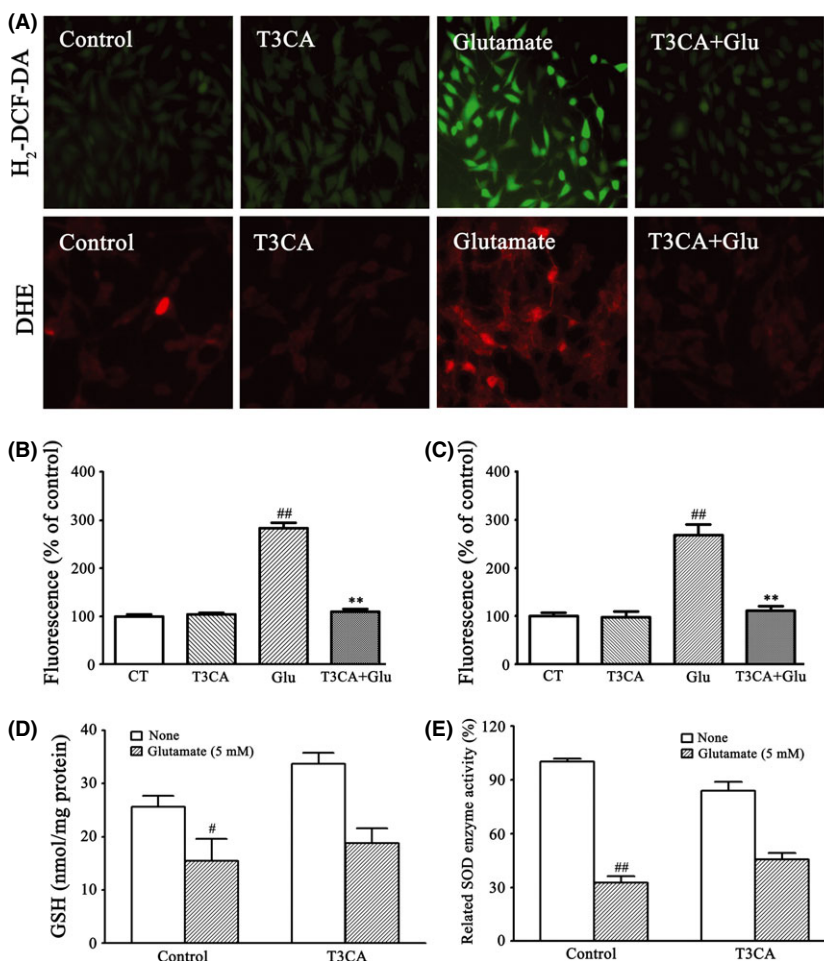 (A)
H₂-DCF-DA
Control
T3CA
Glutamate
T3CA+Glu
DHE
Control
T3CA
Glutamate
T3CA+Glu
(B)
Fluorescence (% of control)
400
300
200
100
0
##
**
CT
T3CA
Glu
T3CA+Glu
(C)
Fluorescence (% of control)
400
300
200
100
0
##
**
CT
T3CA
Glu
T3CA+Glu
(D)
GSH (nmol/mg protein)
40
30
20
10
0
None
Glutamate (5 mM)
#
Control
T3CA
(E)
Related SOD enzyme activity (%)
120
90
60
30
0
None
Glutamate (5 mM)
##
Control
T3CA